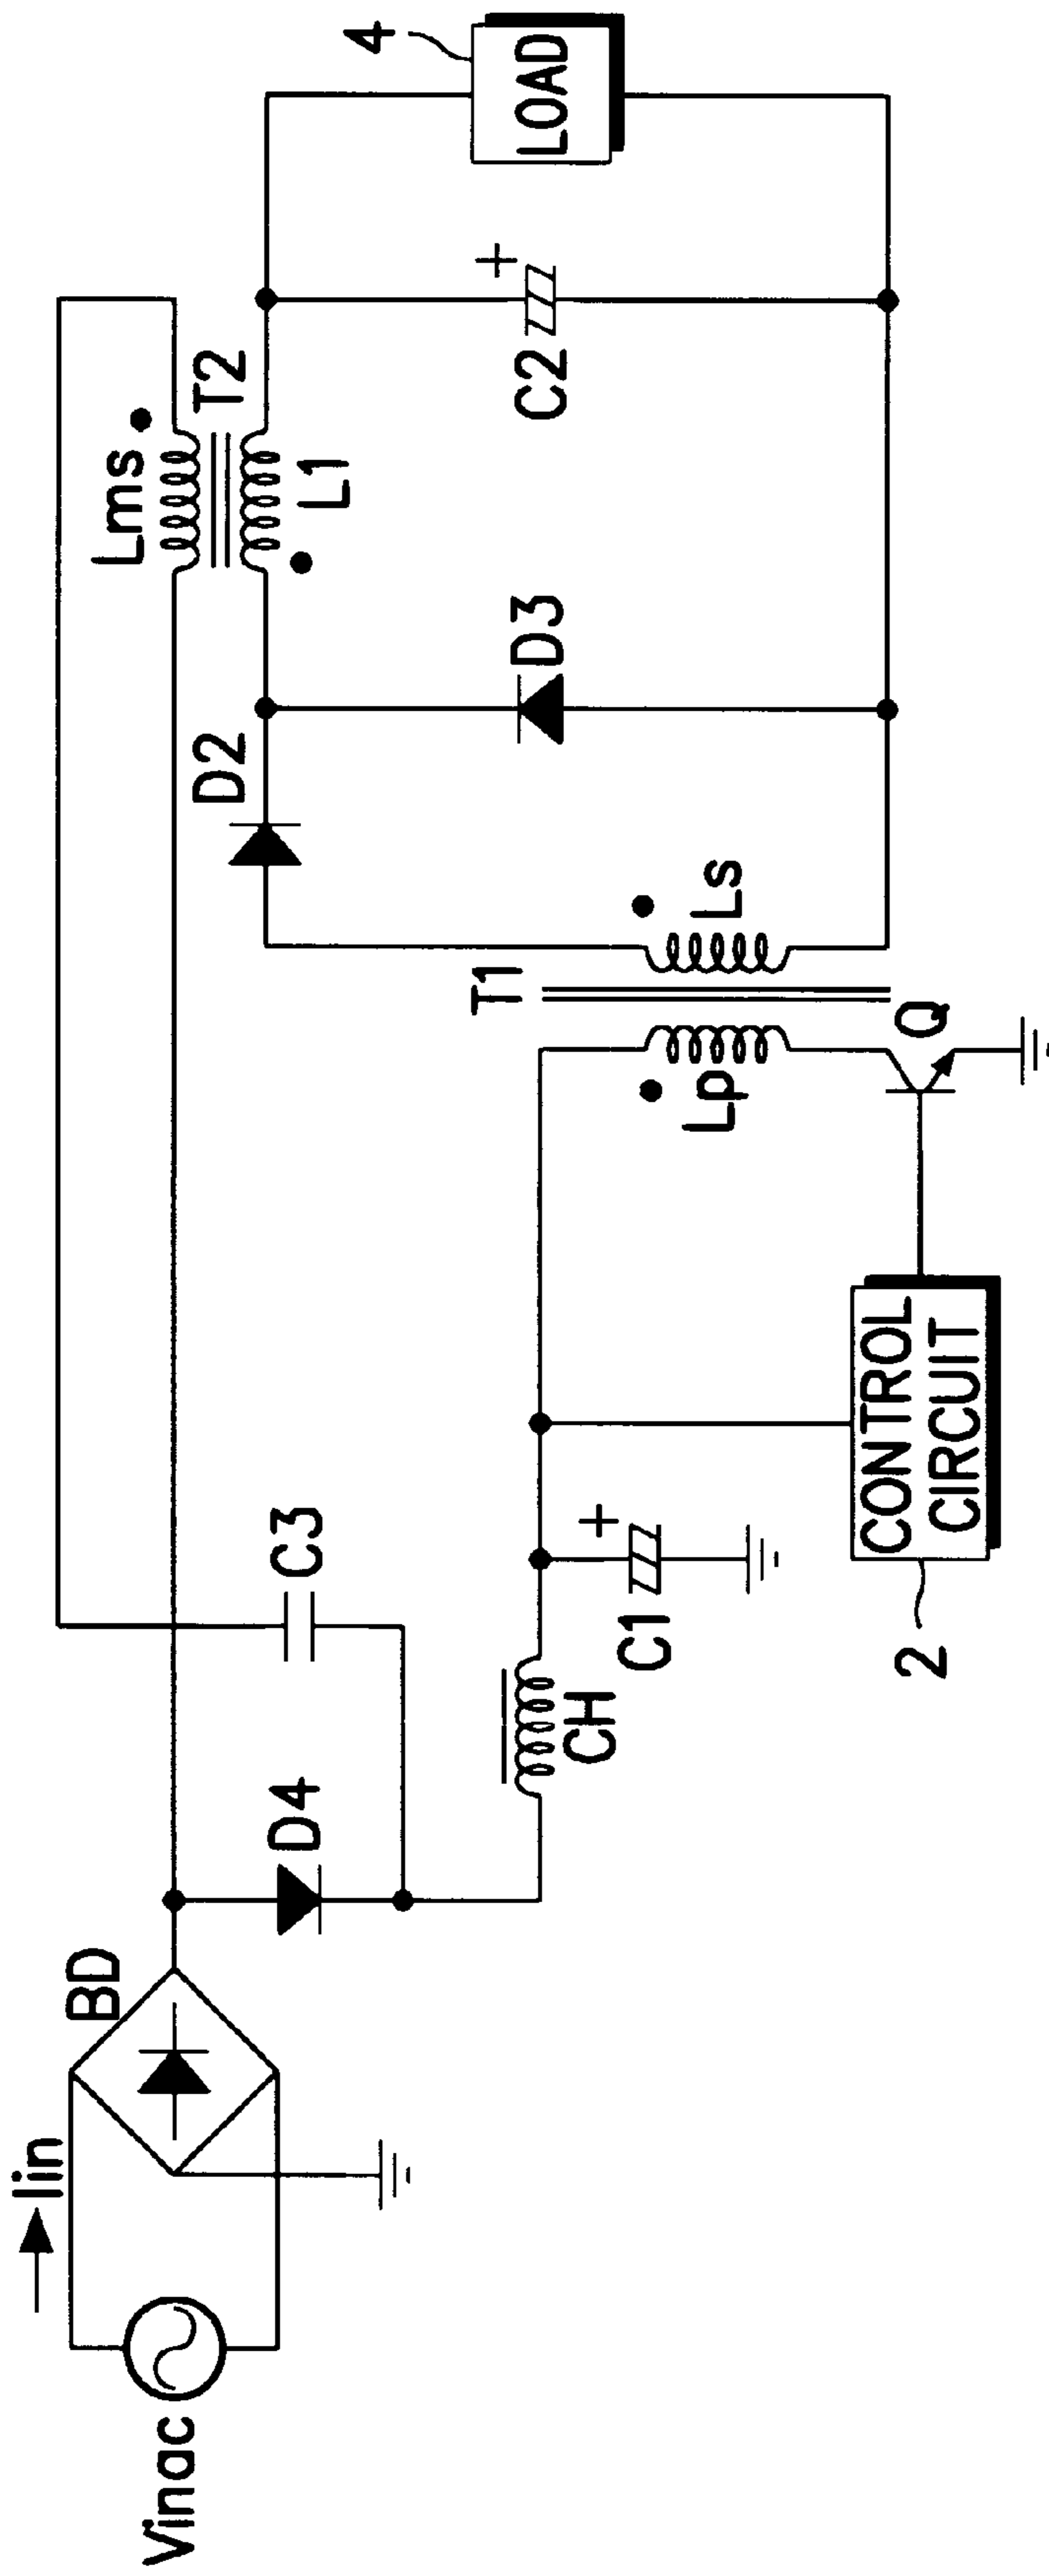 Vinac
Iin
BD
D4
C3
CH
C1
+
2
CONTROL
CIRCUIT
Lp
Q
T1
Ls
D2
D3
Lms
T2
L1
C2
+
4
LOAD